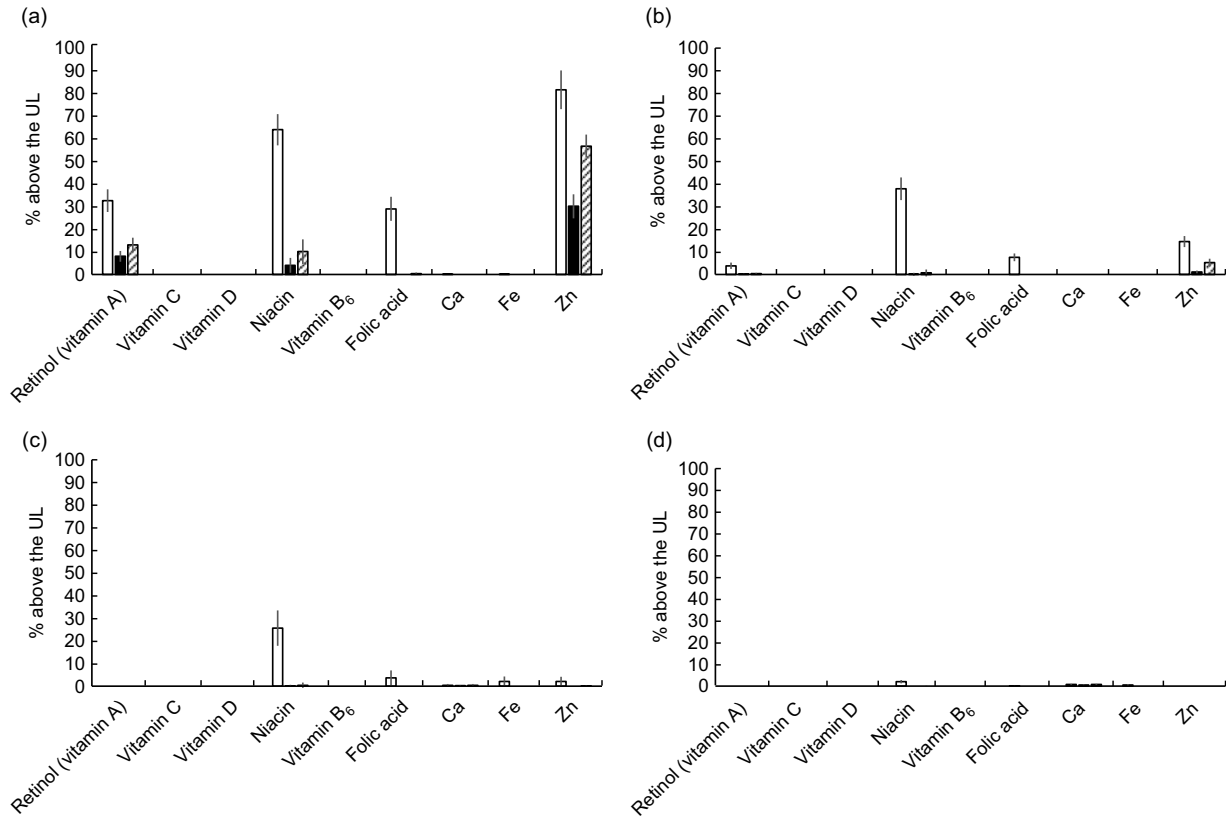 (a)
100
90
80
70
60
50
40
30
20
10
0
% above the UL
Retinol (vitamin A)
Vitamin C
Vitamin D
Niacin
Vitamin B6
Folic acid
Ca
Fe
Zn
(b)
100
90
80
70
60
50
40
30
20
10
0
% above the UL
Retinol (vitamin A)
Vitamin C
Vitamin D
Niacin
Vitamin B6
Folic acid
Ca
Fe
Zn
(c)
100
90
80
70
60
50
40
30
20
10
0
% above the UL
Retinol (vitamin A)
Vitamin C
Vitamin D
Niacin
Vitamin B6
Folic acid
Ca
Fe
Zn
(d)
100
90
80
70
60
50
40
30
20
10
0
% above the UL
Retinol (vitamin A)
Vitamin C
Vitamin D
Niacin
Vitamin B6
Folic acid
Ca
Fe
Zn